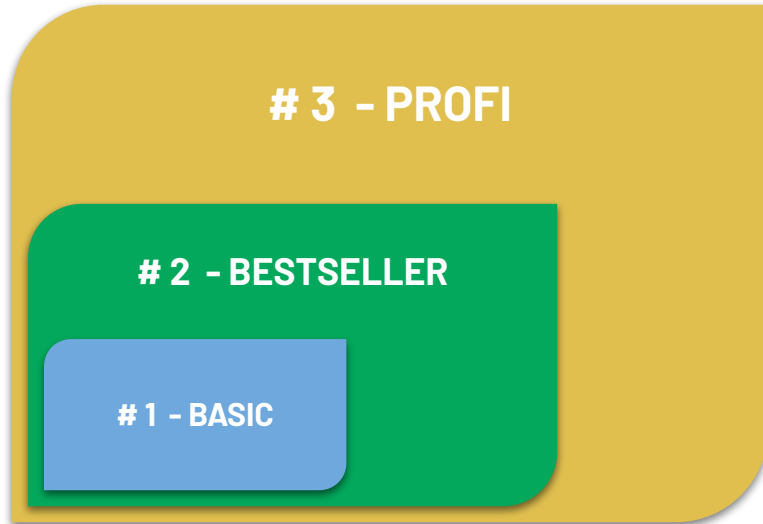 # 3 - PROFI
# 2 - BESTSELLER
# 1 - BASIC